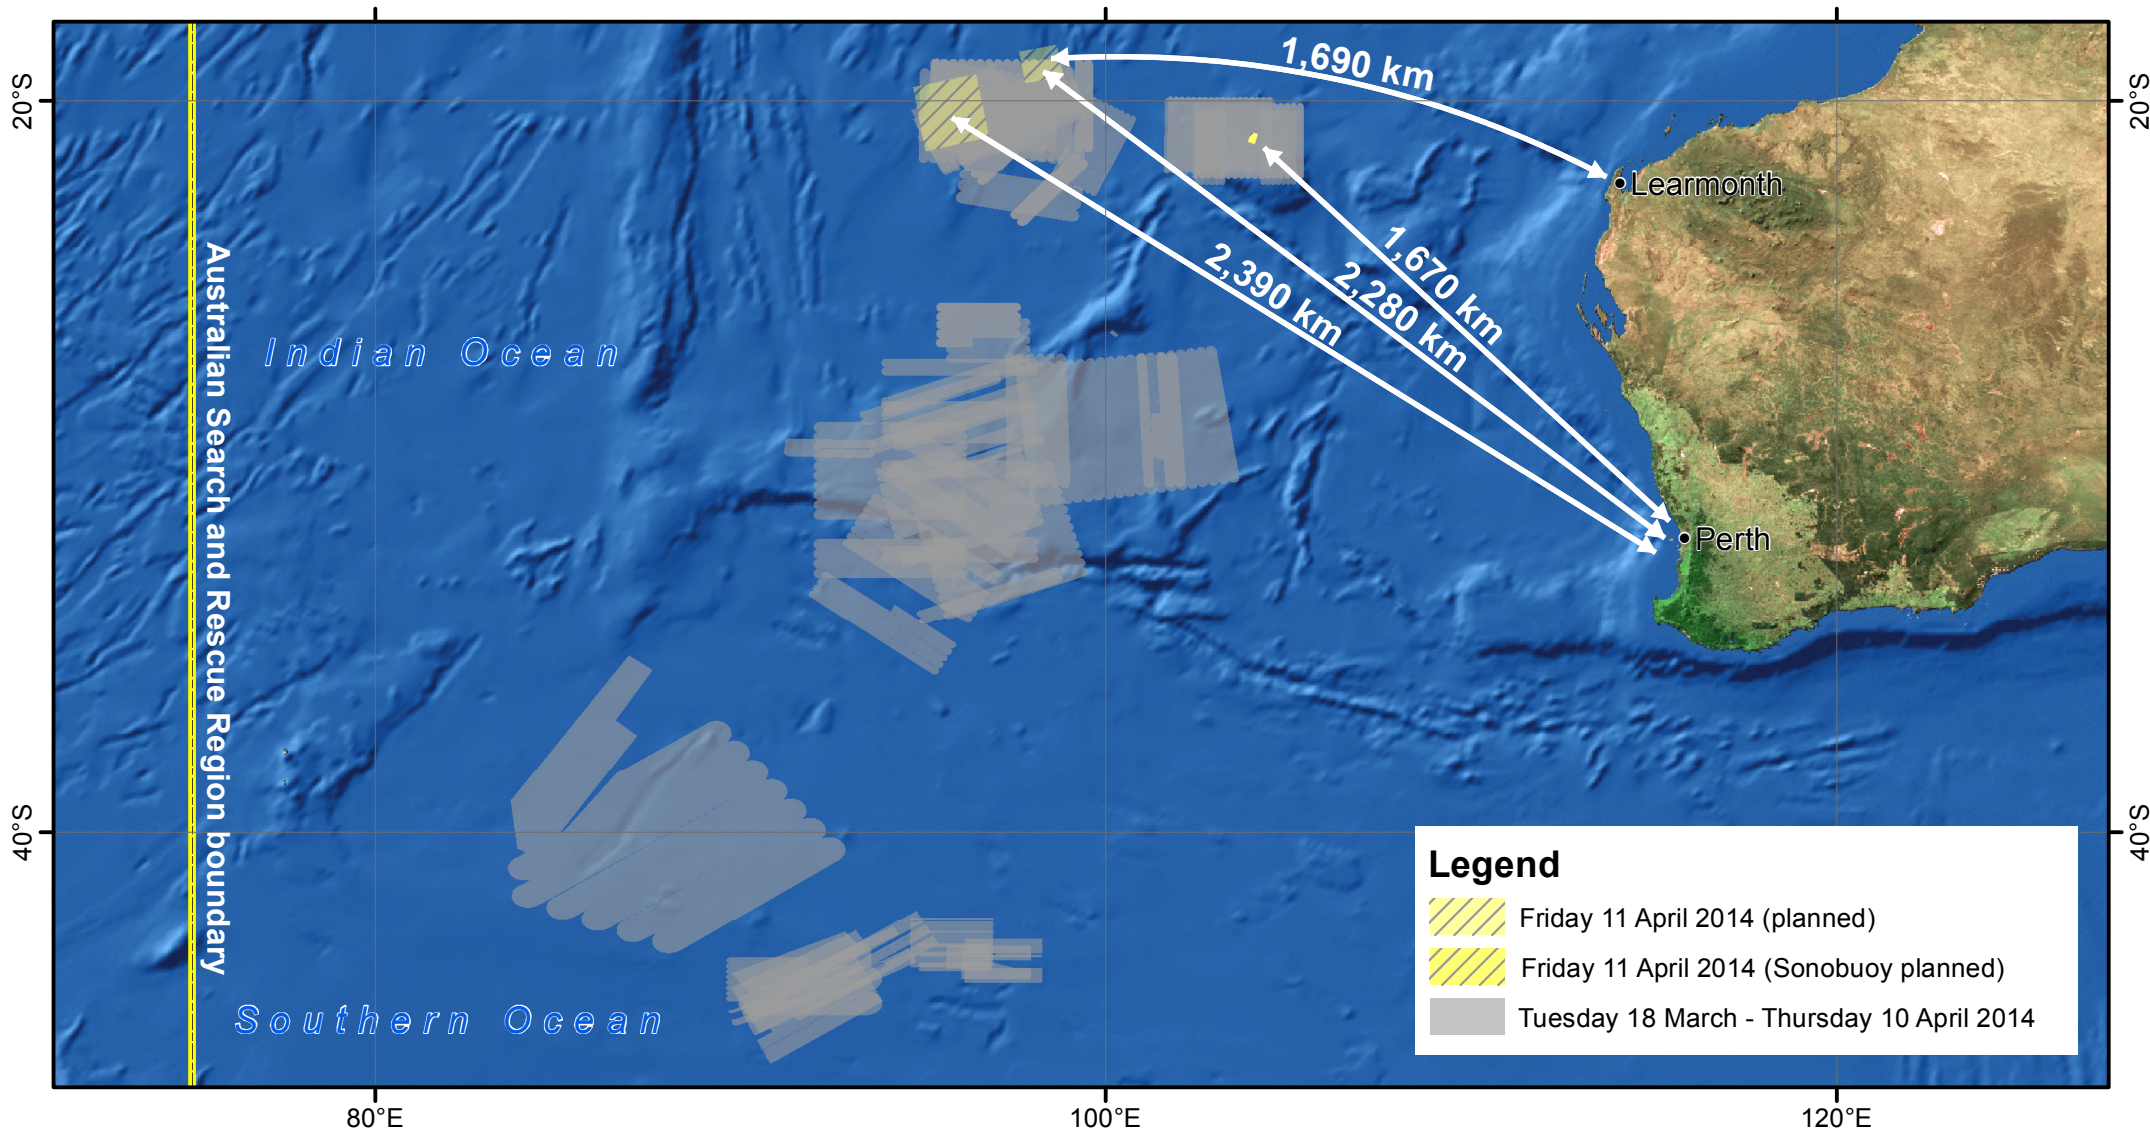 1,690 km
20°S
20°S
Learmonth
1,670 km
2,280 km
2,390 km
Indian Ocean
Australian Search and Rescue Region boundary
Perth
40°S
40°S
Legend
Friday 11 April 2014 (planned)
Friday 11 April 2014 (Sonobuoy planned)
Tuesday 18 March - Thursday 10 April 2014
Southern Ocean
80°E
100°E
120°E